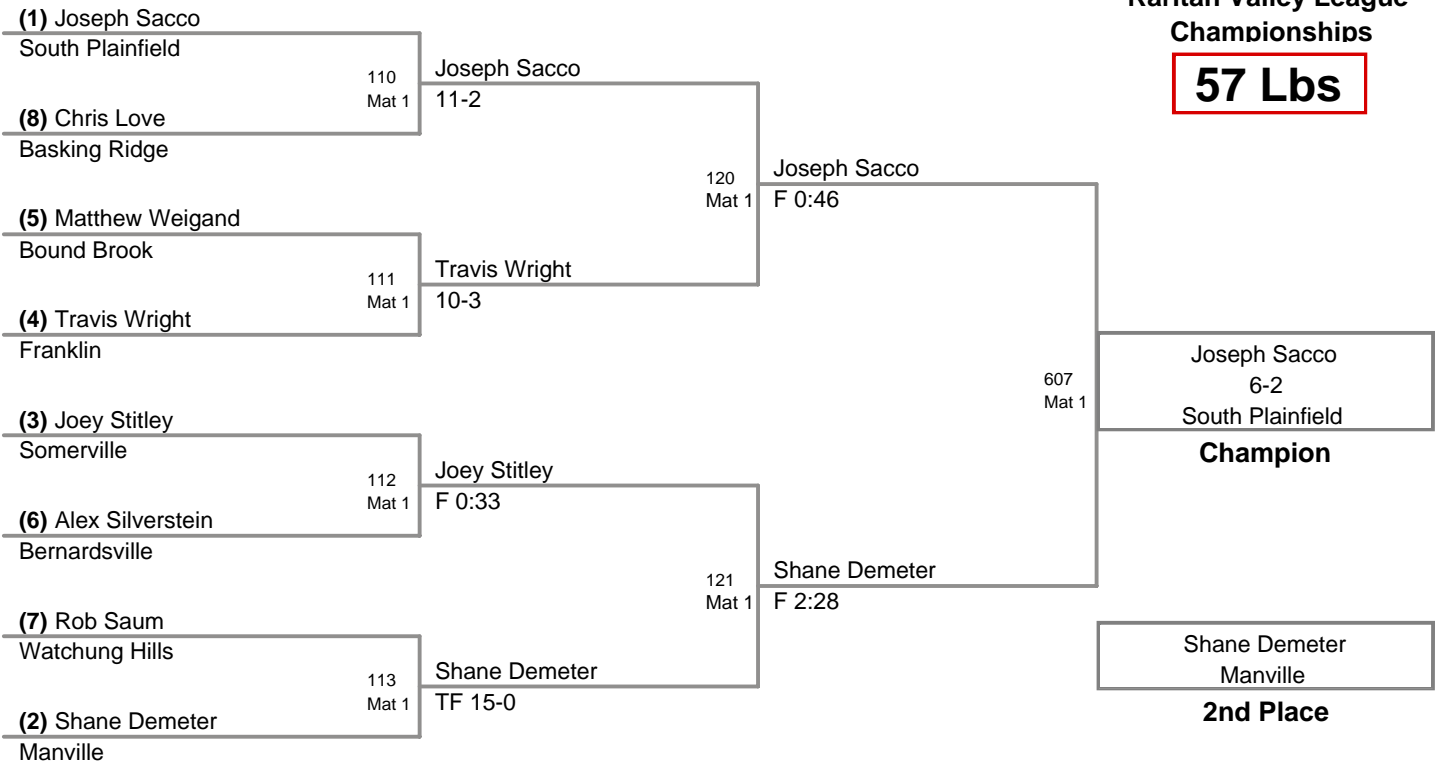 Raritan Valley League
Championships
57 Lbs
(1) Joseph Sacco
South Plainfield
110
Mat 1
(8) Chris Love
Basking Ridge
Joseph Sacco
11-2
(5) Matthew Weigand
Bound Brook
111
Mat 1
(4) Travis Wright
Franklin
Travis Wright
10-3
120
Mat 1
Joseph Sacco
F 0:46
(3) Joey Stitley
Somerville
112
Mat 1
(6) Alex Silverstein
Bernardsville
Joey Stitley
F 0:33
(7) Rob Saum
Watchung Hills
113
Mat 1
(2) Shane Demeter
Manville
Shane Demeter
TF 15-0
121
Mat 1
Shane Demeter
F 2:28
607
Mat 1
Joseph Sacco
6-2
South Plainfield
Champion
Shane Demeter
Manville
2nd Place